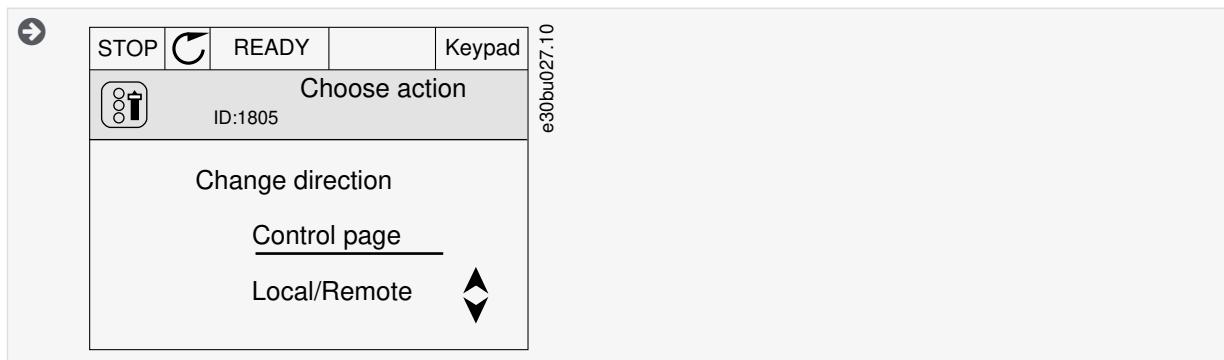 STOP READY Keypad
Choose action
ID:1805
Change direction
Control page
Local/Remote
e30bu027.10